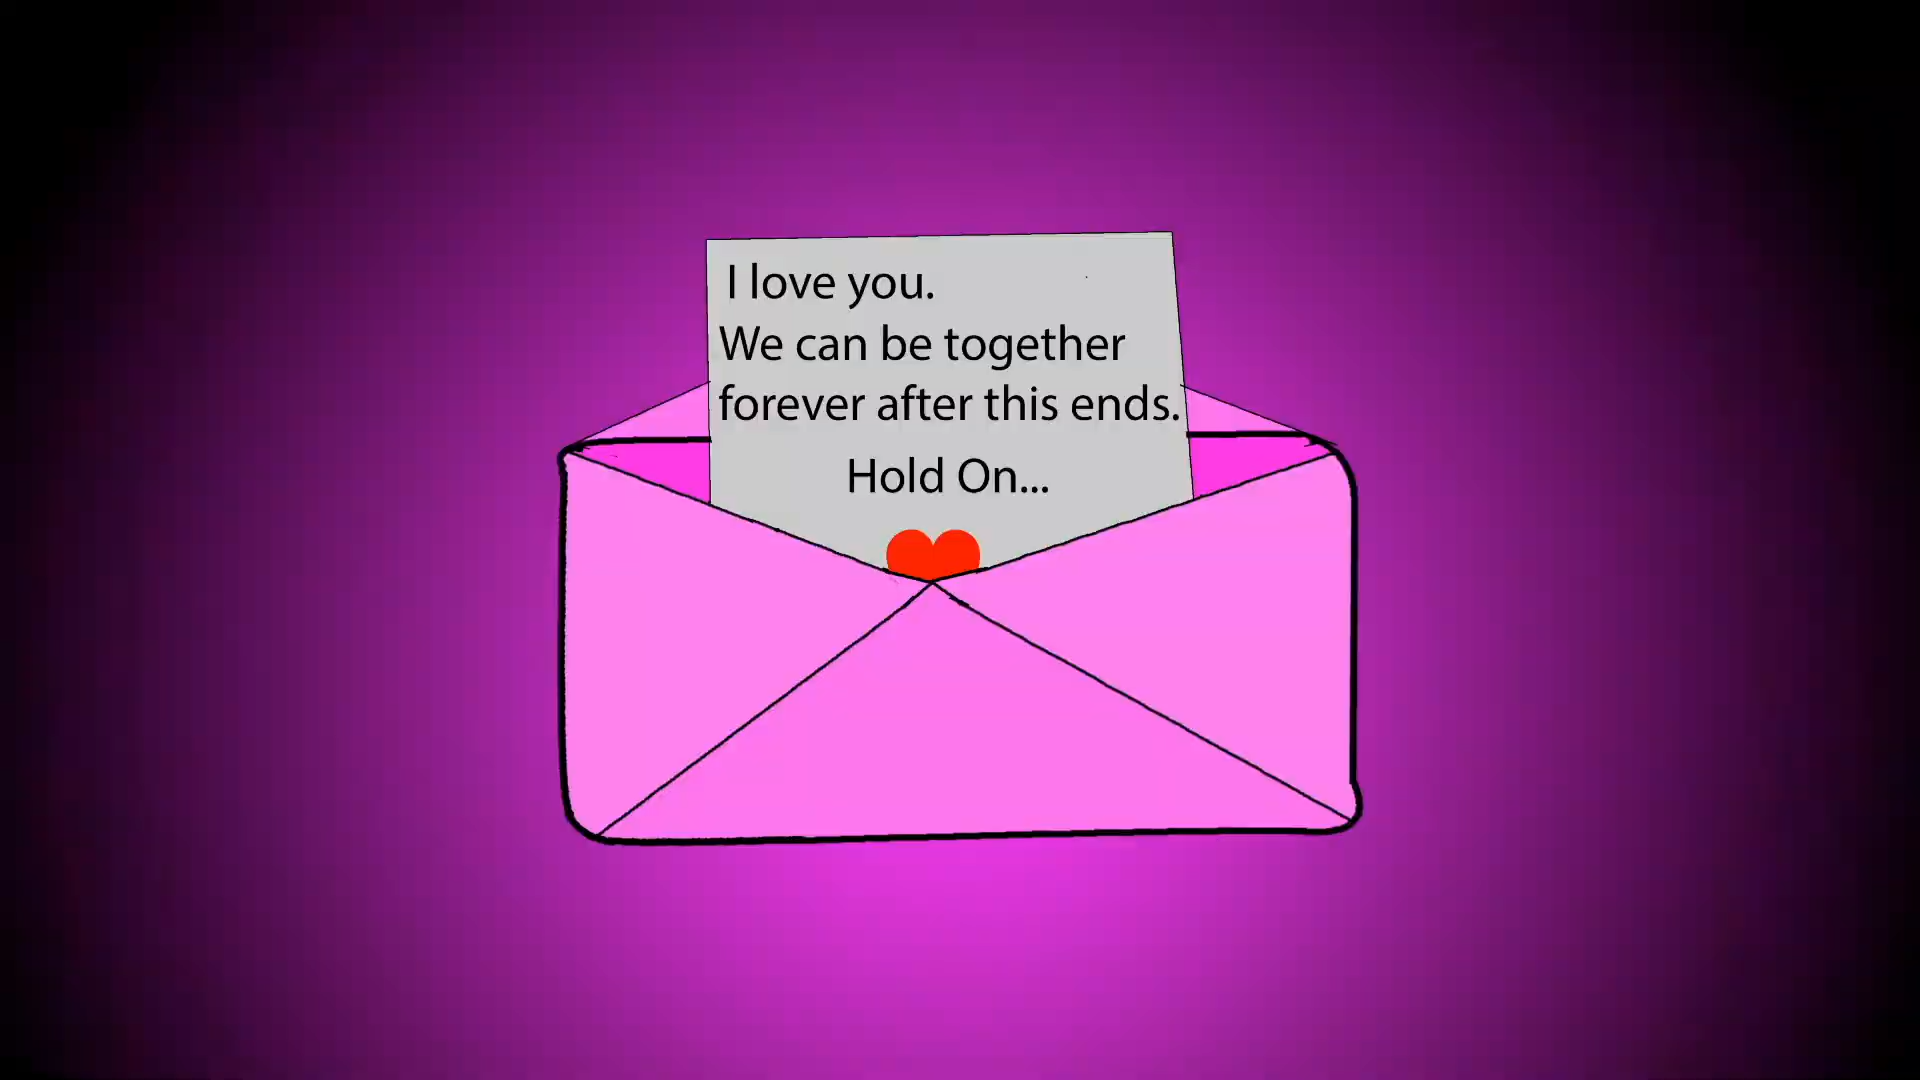 I love you.
We can be together
forever after this ends.
Hold On...